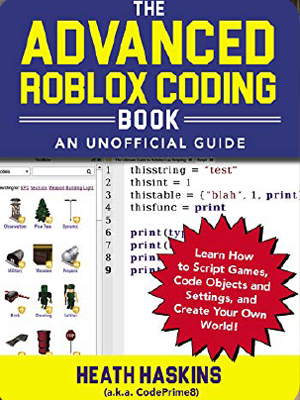 THE
ADVANCED
ROBLOX CODING
BOOK
AN UNOFFICIAL GUIDE
1 thisstring = "test"
2 thisint = 1
3 thistable = {"blah", 1, print}
4 thisfunc = print
5
6 print(ty
7 print(
8 print
9 print
Learn How
to Script Games,
Code Objects and
Settings, and
Create Your Own
World!
HEATH HASKINS
(a.k.a. CodePrime8)